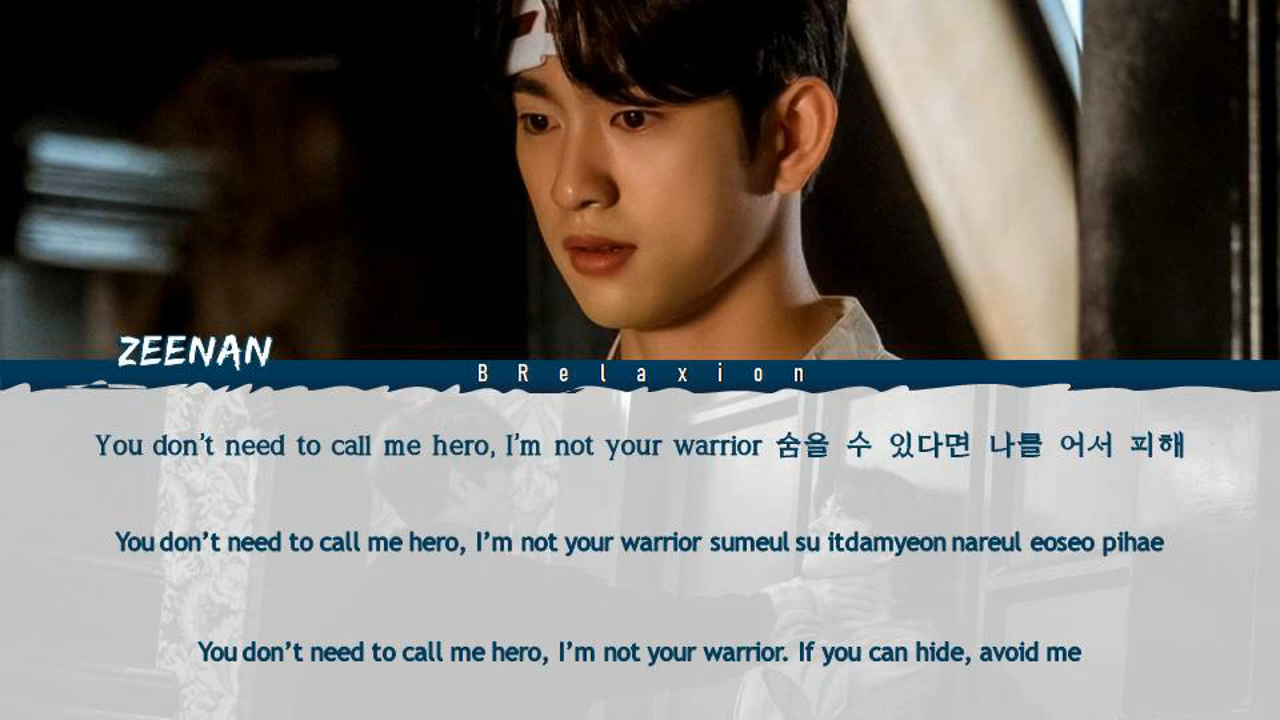 ZEENAN
BRelaxion
You don't need to call me hero, I'm not your warrior 숨을 수 있다면 나를 어서 피해
You don't need to call me hero, I'm not your warrior sumeul su itdamyeon nareul eoseo pihae
You don't need to call me hero, I'm not your warrior. If you can hide, avoid me